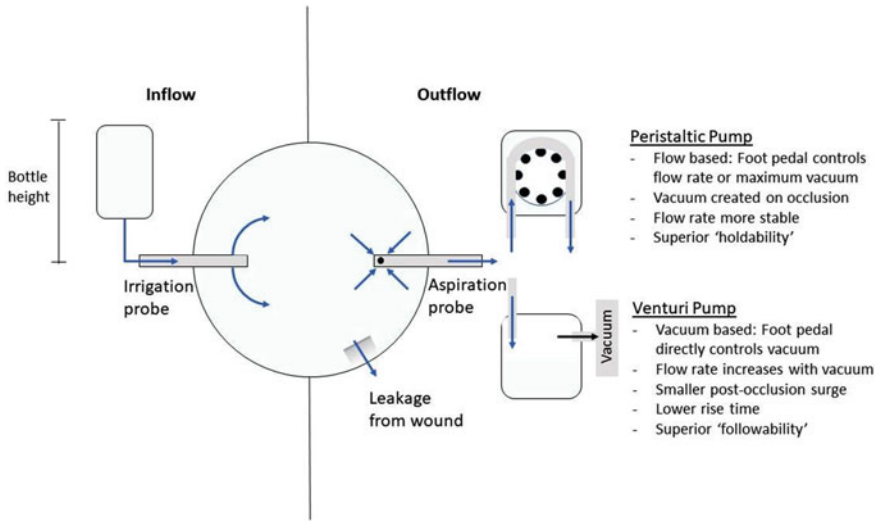 Inflow
Outflow
Bottle
height
Irrigation
probe
Aspiration
probe
Leakage
from wound
Peristaltic Pump
- Flow based: Foot pedal controls
flow rate or maximum vacuum
- Vacuum created on occlusion
- Flow rate more stable
- Superior ‘holdability’
Vacuum
Venturi Pump
- Vacuum based: Foot pedal
directly controls vacuum
- Flow rate increases with vacuum
- Smaller post-occlusion surge
- Lower rise time
- Superior ‘followability’